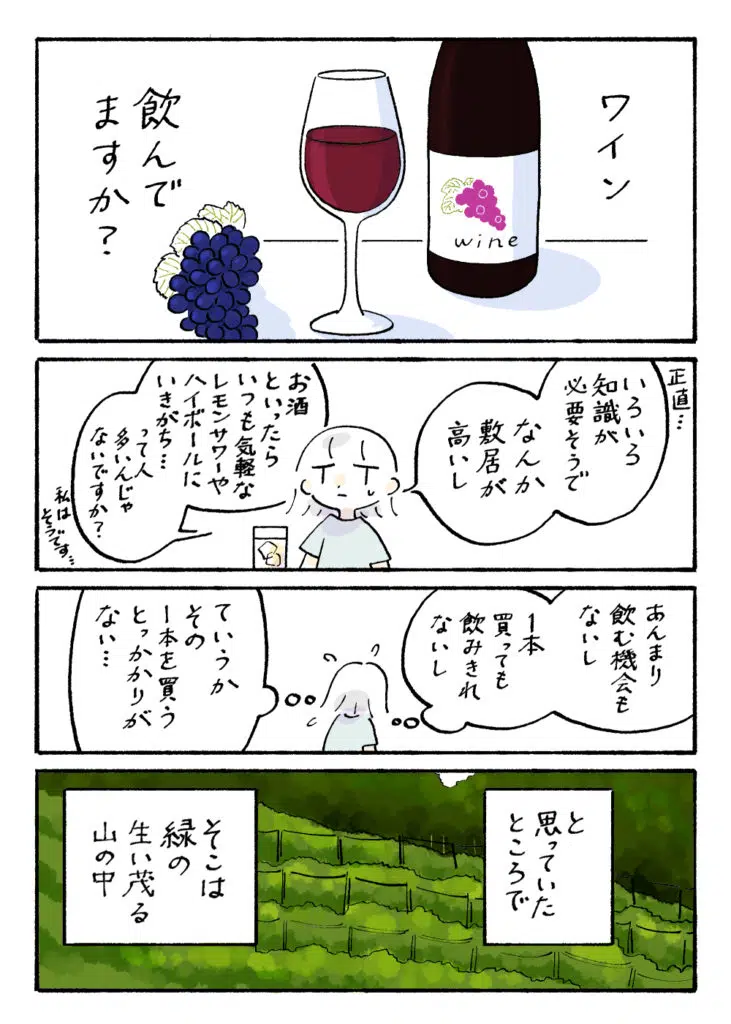 ワイン
飲んで
ますか?
wine
正直…
いろいろ
知識が
必要そうで
なんか
敷居が
高いし
お酒
といったら
いつも気軽な
レモンサワーや
ハイボールに
いきがち…
って人
多いんじゃ
ないですか?
私は
そうです…
あんまり
飲む機会も
ないし
1本
買っても
飲みきれ
ないし
ていうか
その
1本を買う
とっかかりが
ない…
と
思っていた
ところで
そこは
緑の
生い茂る
山の中